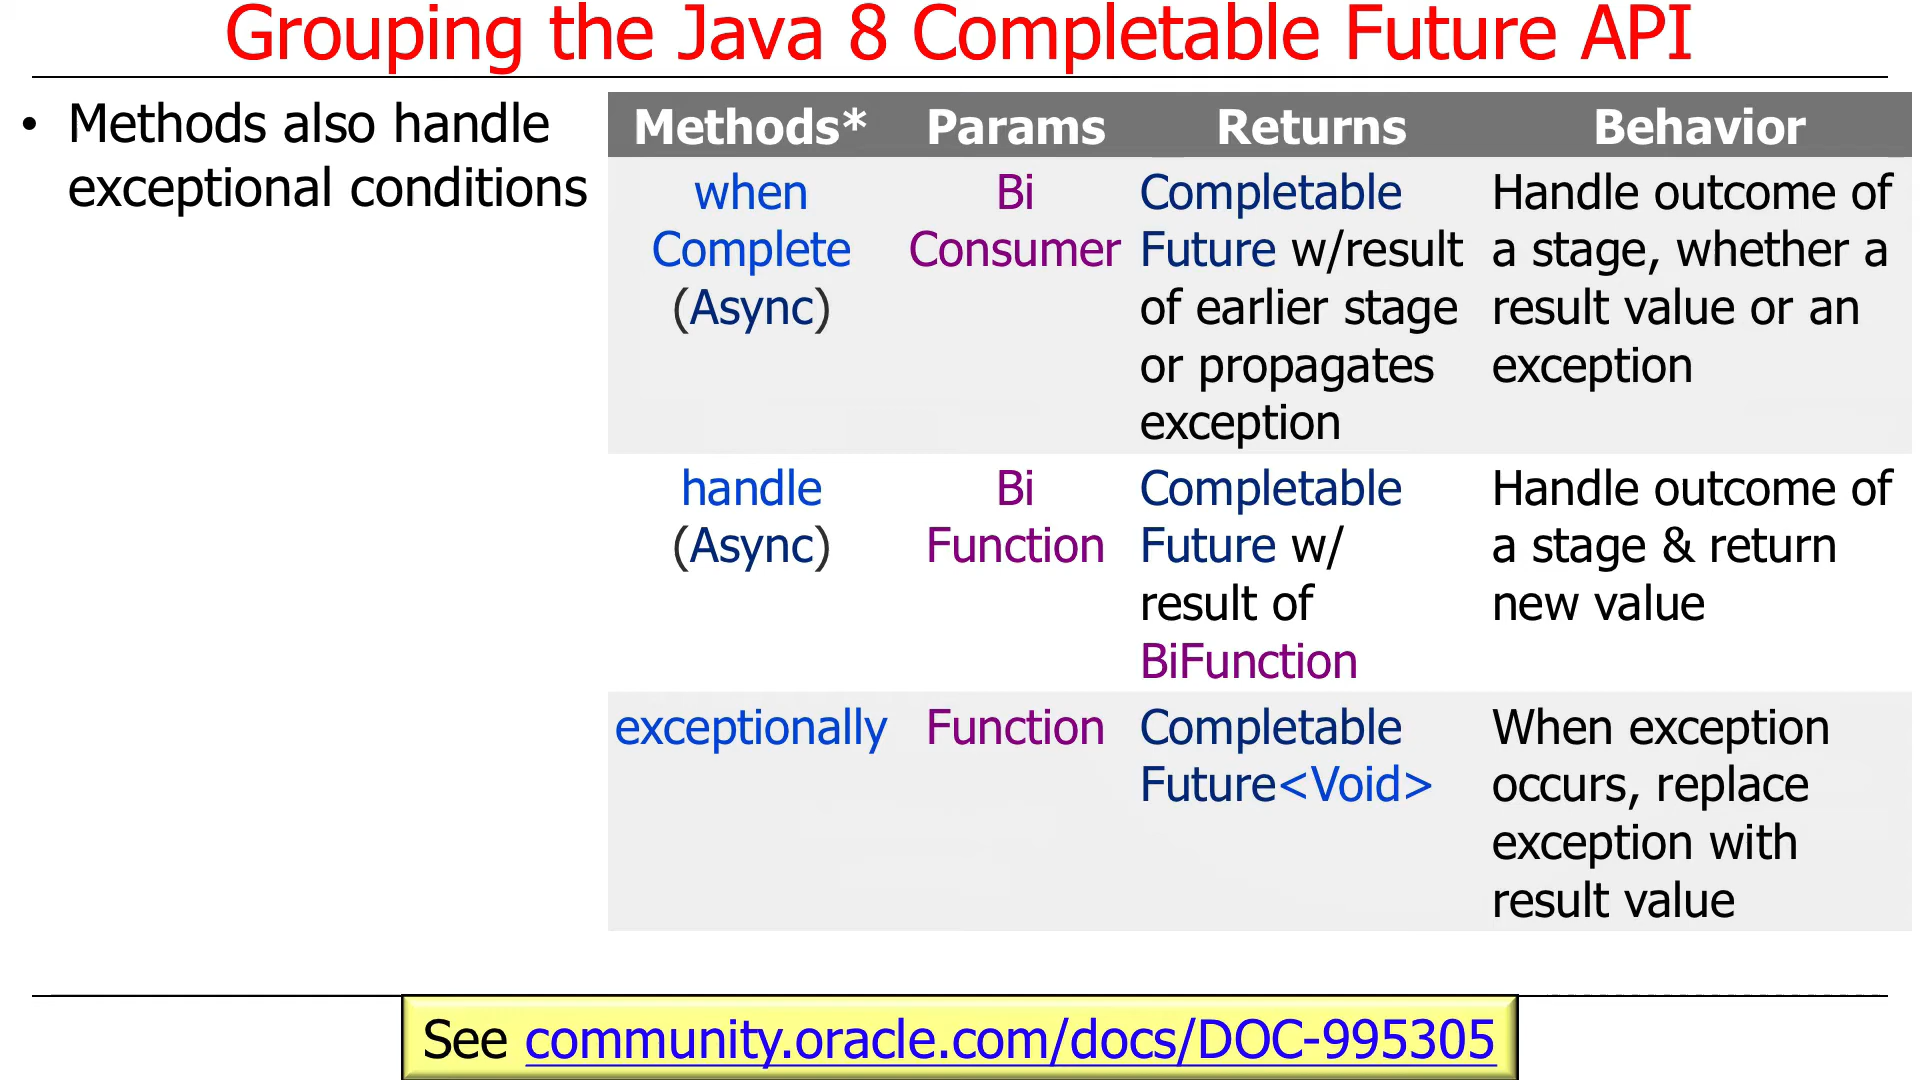 Grouping the Java 8 Completable Future API
• Methods also handle
exceptional conditions
Methods* Params Returns Behavior
when
Complete
(Async)
Bi
Consumer
Completable
Future w/result
of earlier stage
or propagates
exception
Handle outcome of
a stage, whether a
result value or an
exception
handle
(Async)
Bi
Function
Completable
Future w/
result of
BiFunction
Handle outcome of
a stage & return
new value
exceptionally
Function
Completable
Future<Void>
When exception
occurs, replace
exception with
result value
See community.oracle.com/docs/DOC-995305